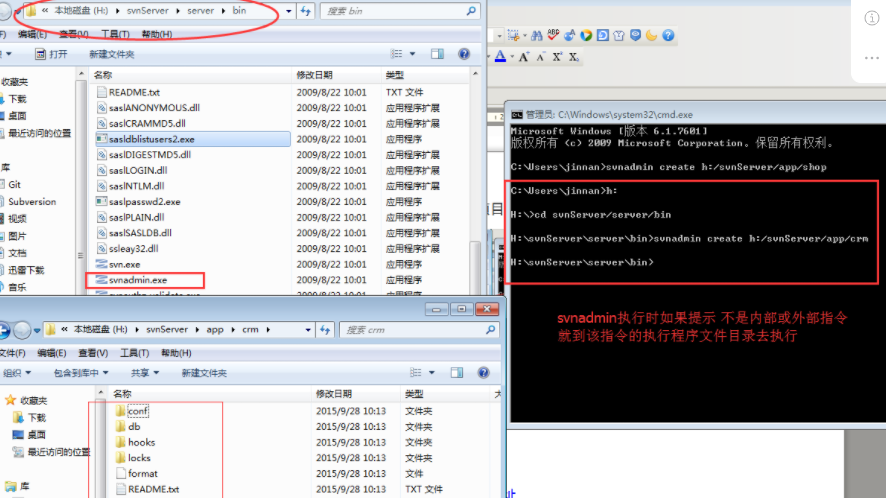 « 本地磁盘 (H:) ▸ svnServer ▸ server ▸ bin
搜索 bin
编辑(E) 查看(V) 工具(T) 帮助(H)
打开 新建文件夹
名称 修改日期 类型
收藏夹
下载
桌面
最近访问的位置
库
Git
Subversion
视频
图片
文档
迅雷下载
音乐
README.txt 2009/8/22 10:01 TXT 文件
saslANONYMOUS.dll 2009/8/22 10:01 应用程序扩展
saslCRAMMD5.dll 2009/8/22 10:01 应用程序扩展
sasldblistusers2.exe 2009/8/22 10:01 应用程序
saslDIGESTMD5.dll 2009/8/22 10:01 应用程序扩展
saslLOGIN.dll 2009/8/22 10:01 应用程序扩展
saslNTLM.dll 2009/8/22 10:01 应用程序扩展
saslpasswd2.exe 2009/8/22 10:01 应用程序
saslPLAIN.dll 2009/8/22 10:01 应用程序扩展
saslSASLDB.dll 2009/8/22 10:01 应用程序扩展
ssleay32.dll 2009/8/22 10:01 应用程序扩展
svn.exe 2009/8/22 10:01 应用程序
svnadmin.exe 2009/8/22 10:01 应用程序
管理员: C:\Windows\system32\cmd.exe
Microsoft Windows [版本 6.1.7601]
版权所有 (c) 2009 Microsoft Corporation。保留所有权利。
C:\Users\jinnan>svnadmin create h:/svnServer/app/shop
C:\Users\jinnan>h:
H:\>cd svnServer/server/bin
H:\svnServer\server\bin>svnadmin create h:/svnServer/app/crm
H:\svnServer\server\bin>
svnadmin执行时如果提示 不是内部或外部指令
就到该指令的执行程序文件目录去执行
« 本地磁盘 (H:) ▸ svnServer ▸ app ▸ crm ▸
搜索 crm
文件(F) 编辑(E) 查看(V) 工具(T) 帮助(H)
组织 包含到库中 共享 新建文件夹
名称 修改日期 类型
收藏夹
下载
桌面
最近访问的位置
库
conf 2015/9/28 10:13 文件夹
db 2015/9/28 10:13 文件夹
hooks 2015/9/28 10:13 文件夹
locks 2015/9/28 10:13 文件夹
format 2015/9/28 10:13 文件
README.txt 2015/9/28 10:13 TXT 文件